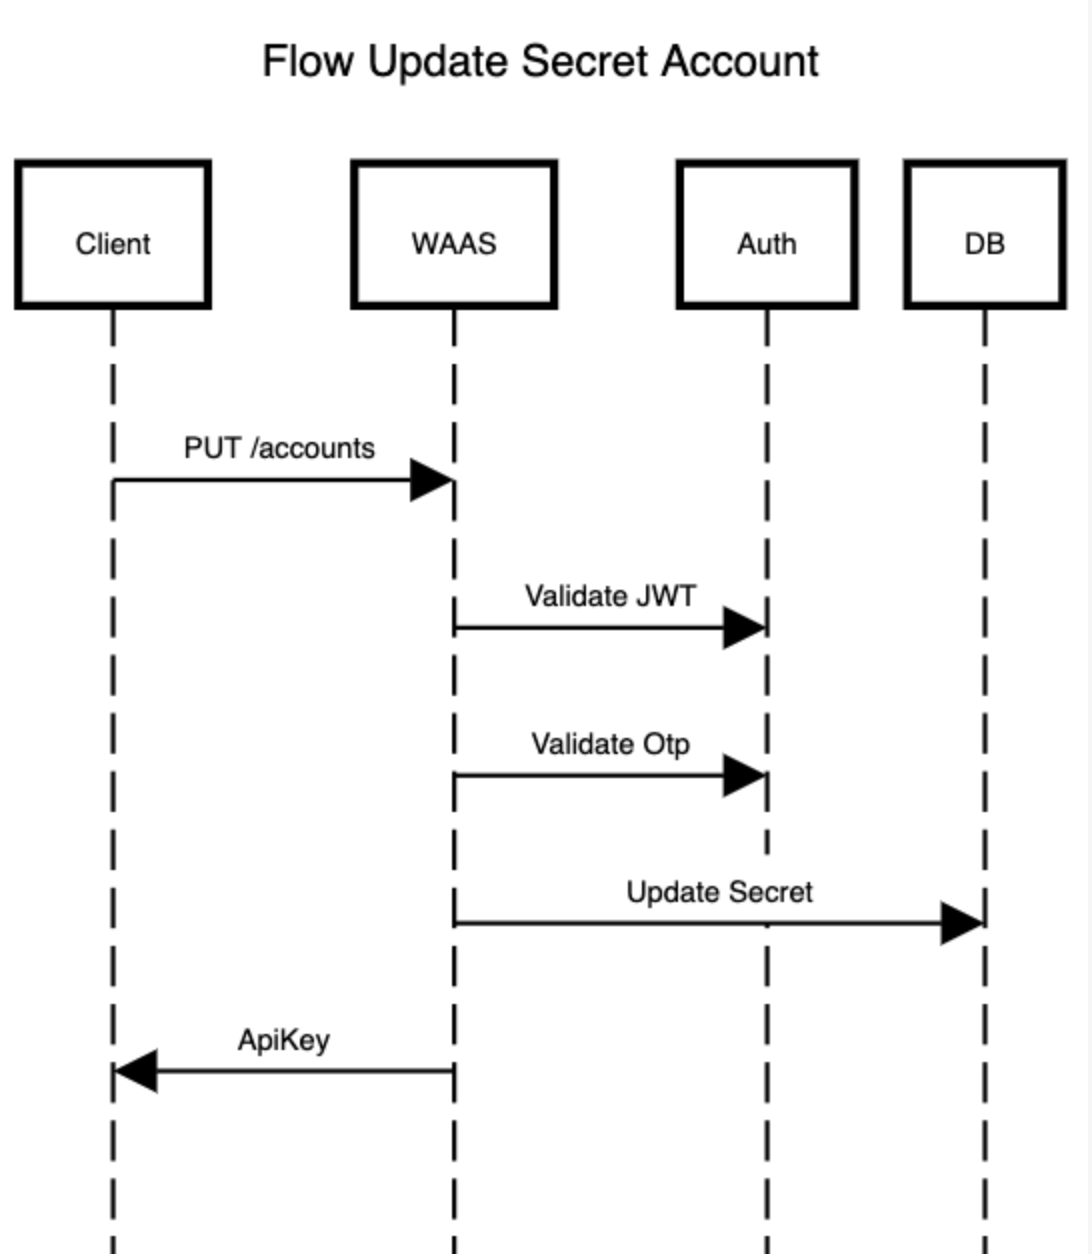 Flow Update Secret Account
Client
WAAS
Auth
DB
PUT /accounts
Validate JWT
Validate Otp
Update Secret
ApiKey